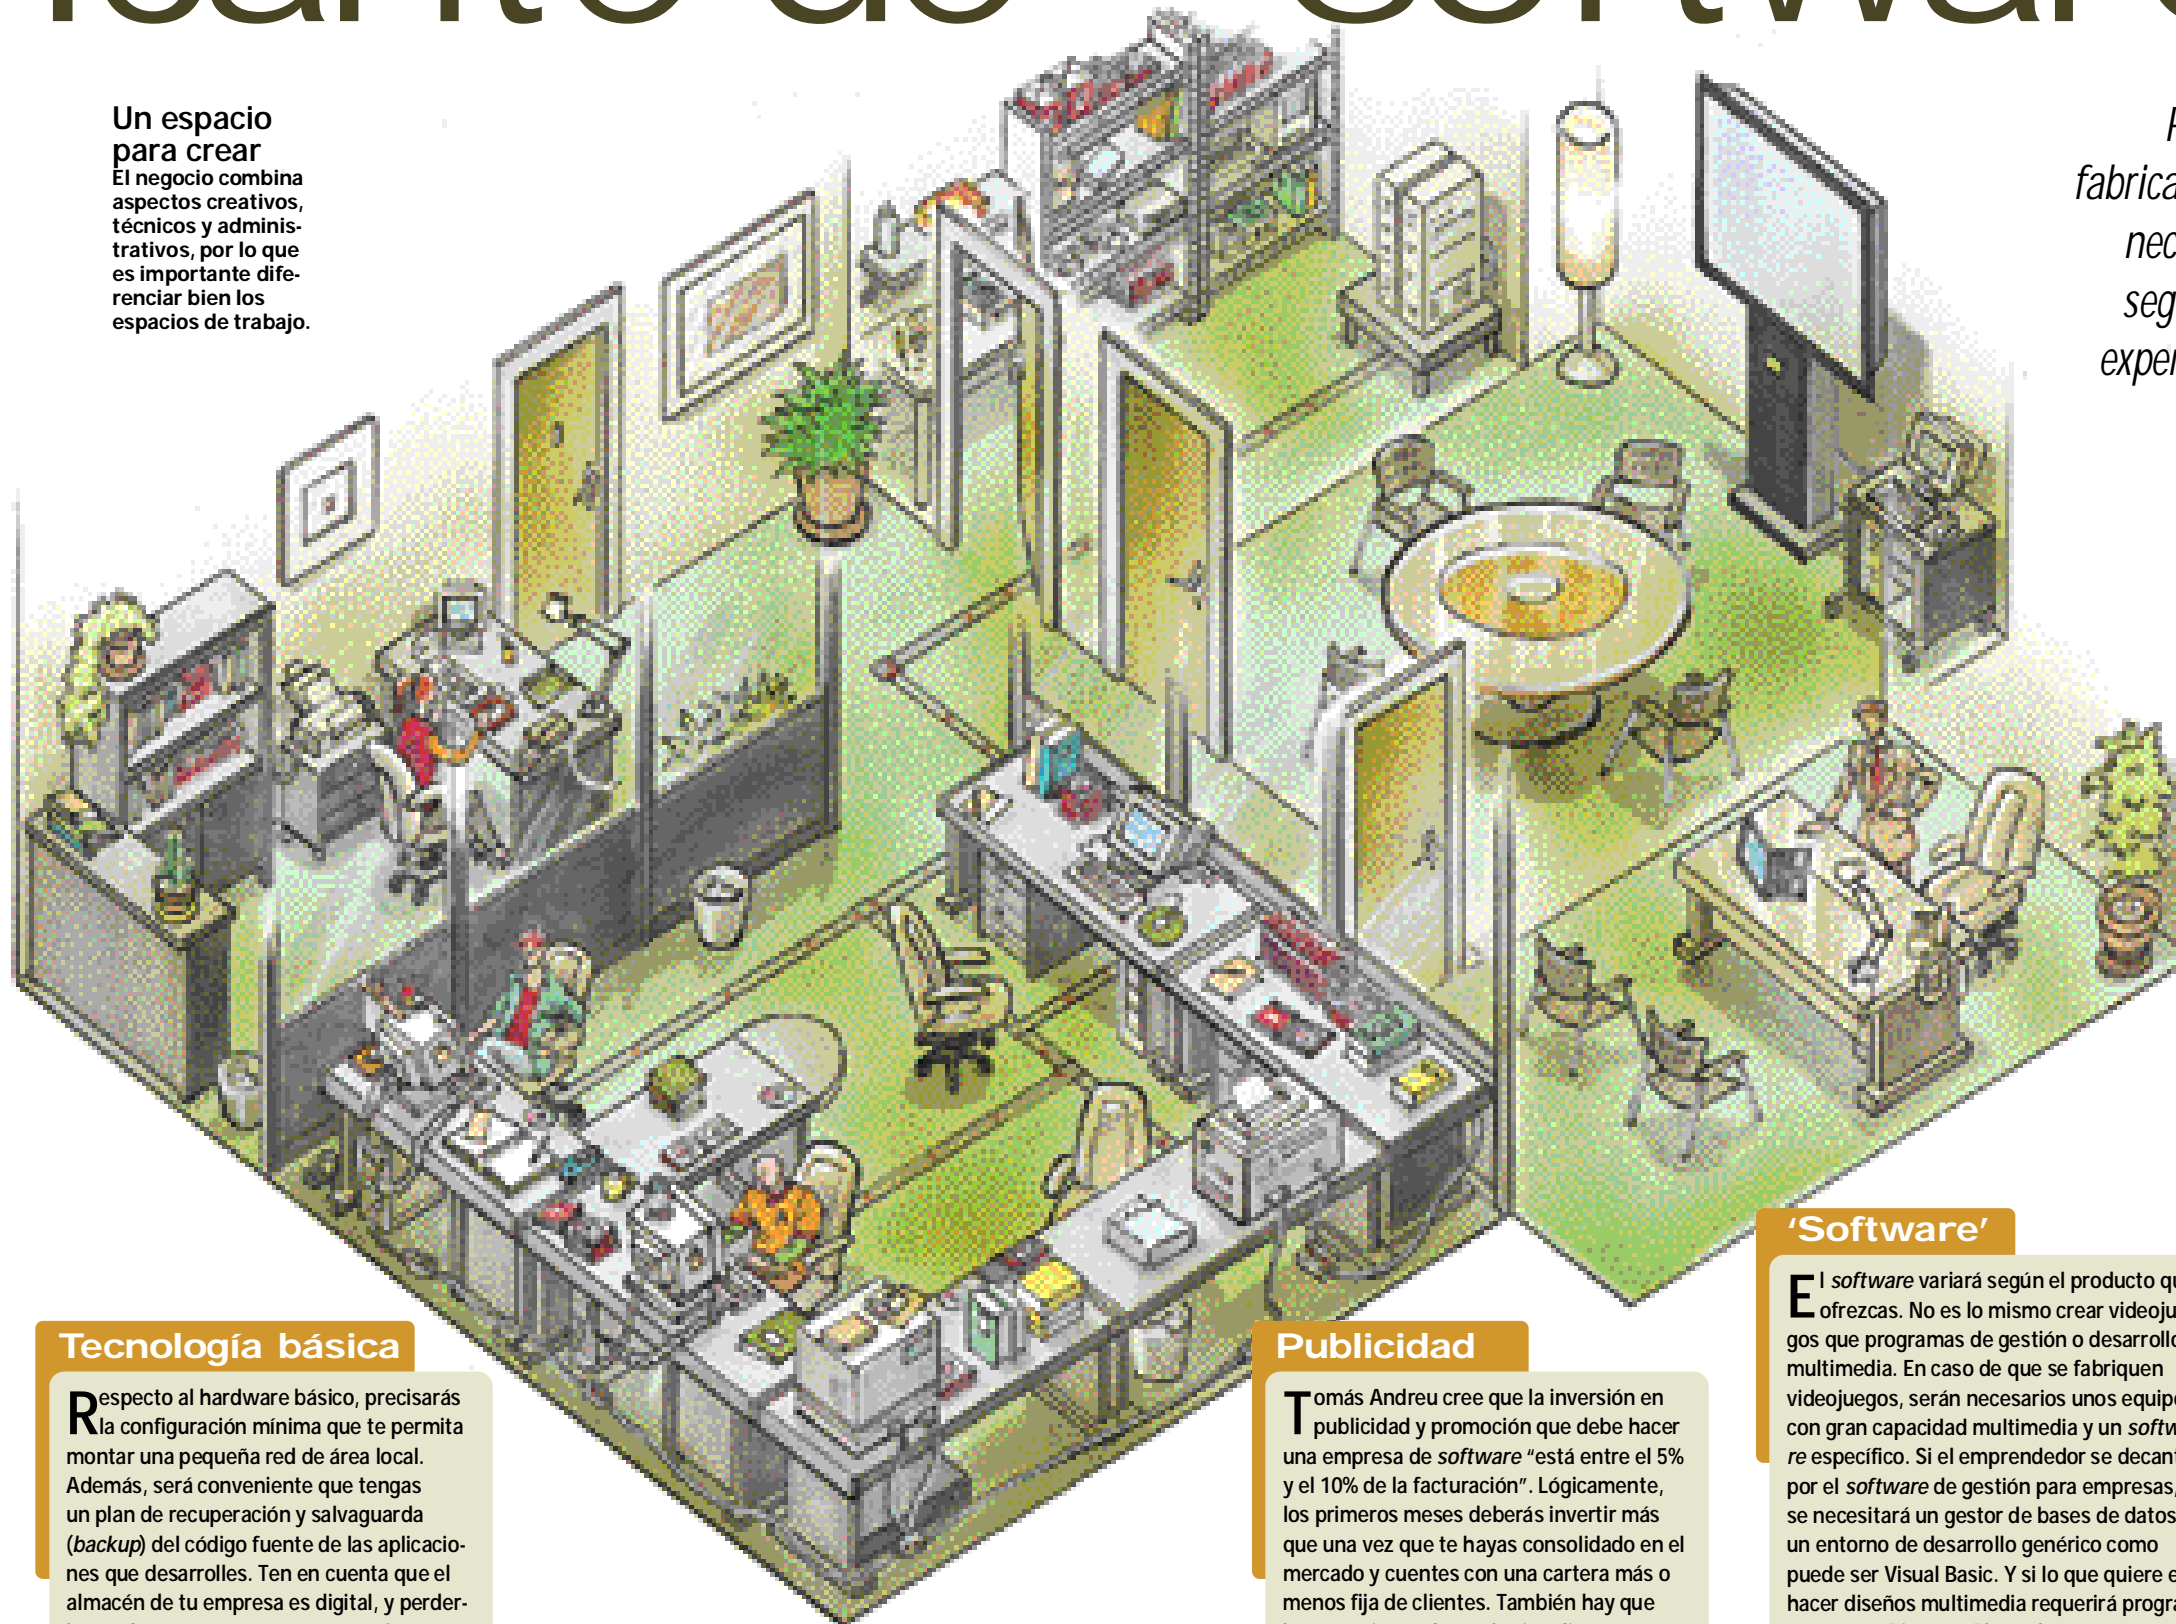 de software
Un espacio
para crear
El negocio combina
aspectos creativos,
técnicos y adminis-
trativos, por lo que
es importante dife-
renciar bien los
espacios de trabajo.
Tecnología básica
Respecto al hardware básico, precisarás
la configuración mínima que te permita
montar una pequeña red de área local.
Además, será conveniente que tengas
un plan de recuperación y salvaguarda
(backup) del código fuente de las aplicacio-
nes que desarrolles. Ten en cuenta que el
almacén de tu empresa es digital, y perder-
Publicidad
Tomás Andreu cree que la inversión en
publicidad y promoción que debe hacer
una empresa de software “está entre el 5%
y el 10% de la facturación”. Lógicamente,
los primeros meses deberás invertir más
que una vez que te hayas consolidado en el
mercado y cuentes con una cartera más o
menos fija de clientes. También hay que
‘Software’
El software variará según el producto
ofrezcas. No es lo mismo crear videojue
gos que programas de gestión o desarrollo
multimedia. En caso de que se fabriquen
videojuegos, serán necesarios unos equipo
con gran capacidad multimedia y un softw
re específico. Si el emprendedor se decant
por el software de gestión para empresas,
se necesitará un gestor de bases de datos
un entorno de desarrollo genérico como
puede ser Visual Basic. Y si lo que quiere e
hacer diseños multimedia requerirá progra